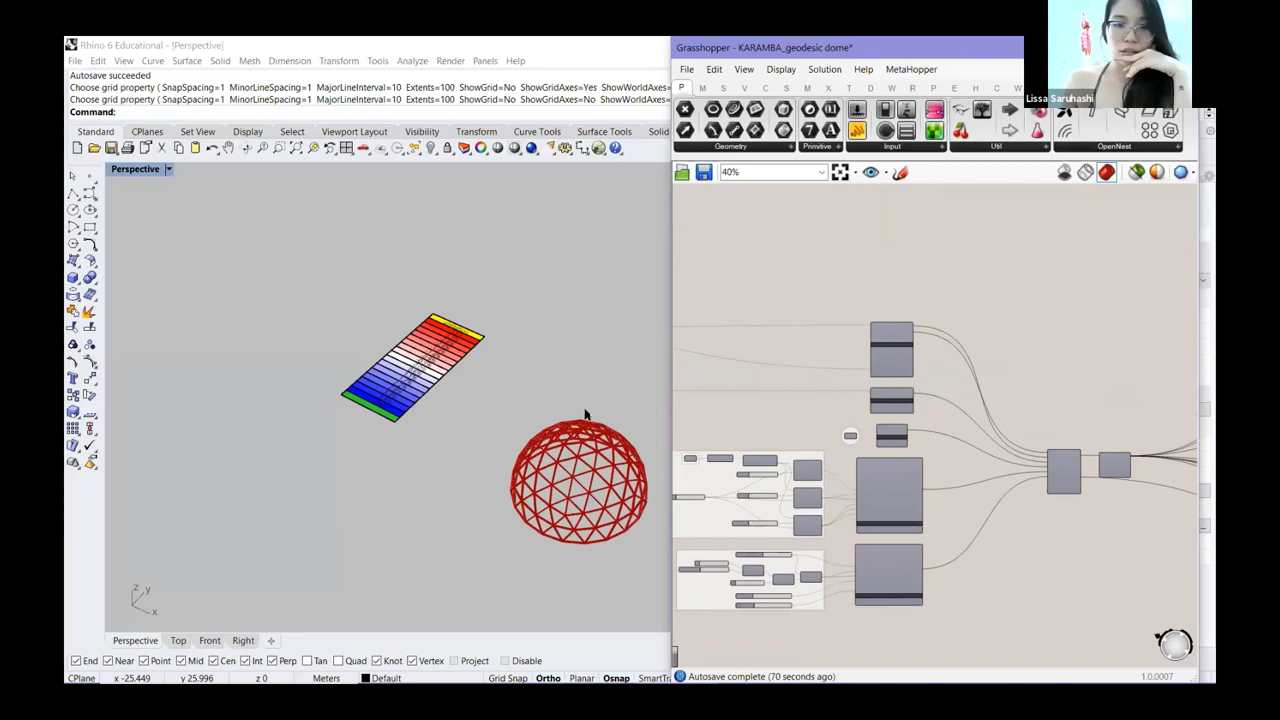 Rhino 6 Educational - [Perspective]
File Edit View Curve Surface Solid Mesh Dimension Transform Tools Analyze Render Panels Help
Autosave succeeded
Choose grid property ( SnapSpacing=1 MinorLineSpacing=1 MajorLineInterval=10 Extents=100 ShowGrid=Yes ShowGridAxes=Yes ShowWorldAxes=
Choose grid property ( SnapSpacing=1 MinorLineSpacing=1 MajorLineInterval=10 Extents=100 ShowGrid=No ShowGridAxes=No ShowWorldAxes=
Command:
Standard CPlanes Set View Display Select Viewport Layout Visibility Transform Curve Tools Surface Tools Solid
Perspective
z y
x
Perspective Top Front Right
End Near Point Mid Cen Int Perp Tan Quad Knot Vertex Project Disable
CPlane x -25.449 y 25.996 z 0 Meters Default Grid Snap Ortho Planar Osnap SmartTra
Grasshopper - KARAMBA_geodesic dome*
File Edit View Display Solution Help MetaHopper
P M S V C M S
Geometry Primitive Input Util OpenNest
40%
Autosave complete (70 seconds ago)
1.0.0007
Lissa Saruhashi